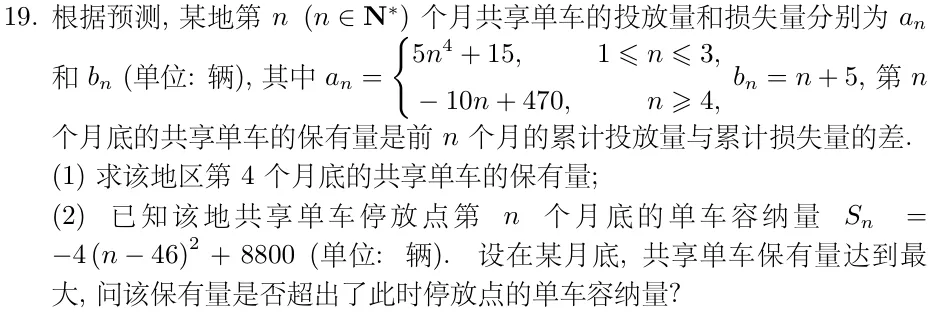 19. 根据预测, 某地第 n (n ∈ N*) 个月共享单车的投放量和损失量分别为 aₙ
和 bₙ (单位: 辆), 其中 aₙ = { 5n⁴ + 15, 1 ⩽ n ⩽ 3, −10n + 470, n ⩾ 4, bₙ = n + 5, 第 n
个月底的共享单车的保有量是前 n 个月的累计投放量与累计损失量的差.
(1) 求该地区第 4 个月底的共享单车的保有量;
(2) 已知该地共享单车停放点第 n 个月底的单车容纳量 Sₙ =
−4 (n − 46)² + 8800 (单位: 辆). 设在某月底, 共享单车保有量达到最
大, 问该保有量是否超出了此时停放点的单车容纳量?